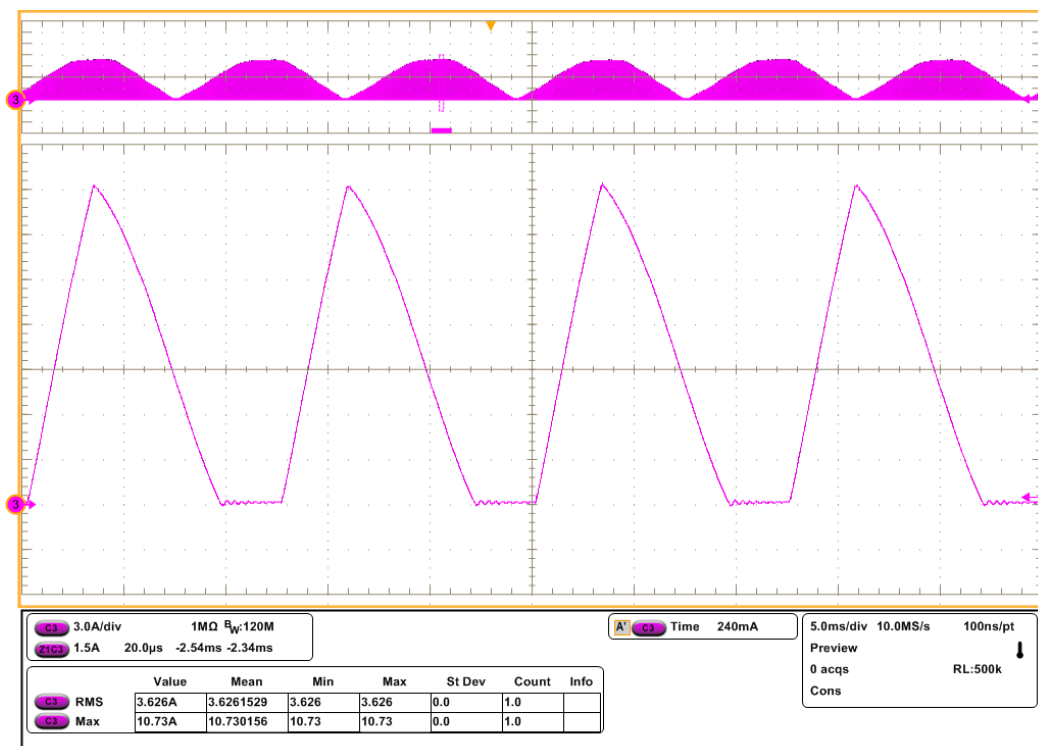 3
3
C3 3.0A/div 1MΩ BW:120M
Z1C3 1.5A 20.0µs -2.54ms -2.34ms
A' C3 Time 240mA
5.0ms/div 10.0MS/s 100ns/pt
Preview
0 acqs RL:500k
Cons
Value Mean Min Max St Dev Count Info
C3 RMS 3.626A 3.6261529 3.626 3.626 0.0 1.0
C3 Max 10.73A 10.730156 10.73 10.73 0.0 1.0